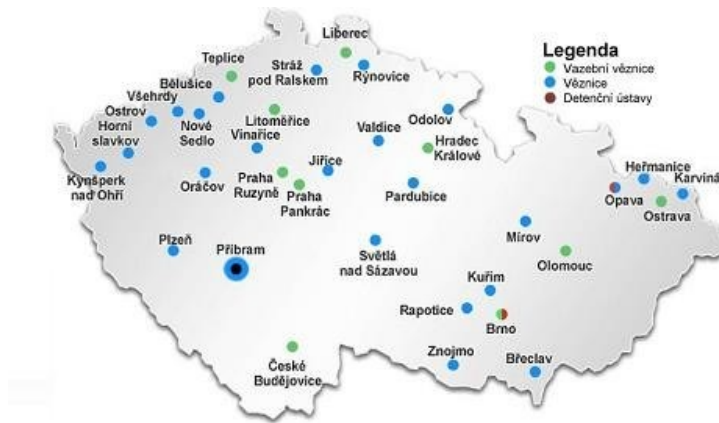 Liberec
Teplice
Stráž
pod Ralskem
Rýnovice
Legenda
Vazební věznice
Věznice
Detenční ústavy
Bělušice
Všehrdy
Ostrov
Horní
slavkov
Nové
Sedlo
Litoměřice
Vinařice
Valdice
Odolov
Hradec
Králové
Kynšperk
nad Ohří
Oráčov
Praha
Ruzyně
Jiřice
Praha
Pankrác
Pardubice
Heřmanice
Karviná
Opava
Ostrava
Plzeň
Příbram
Světlá
nad Sázavou
Mírov
Olomouc
Kuřim
Rapotice
Brno
Znojmo
Břeclav
České
Budějovice